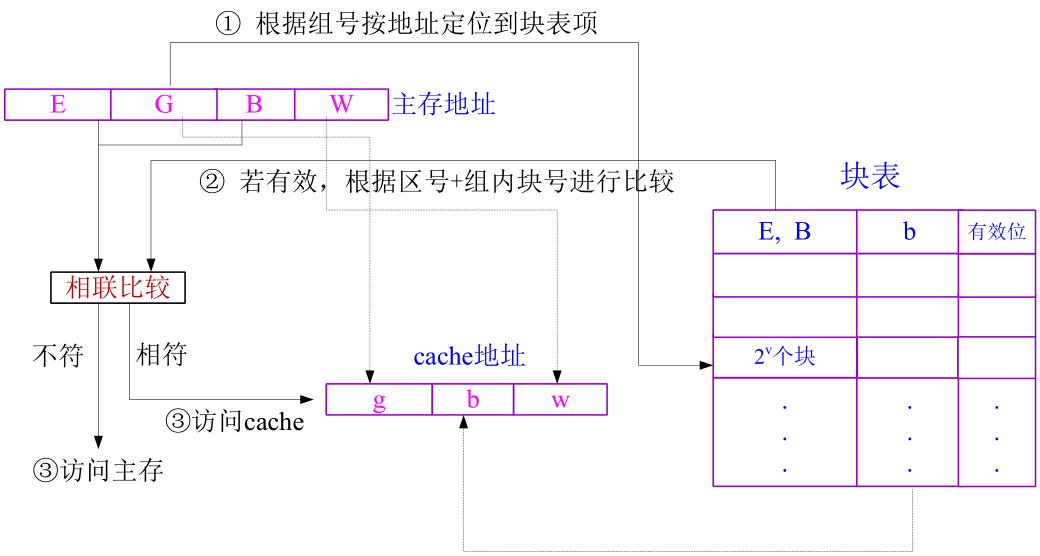 ① 根据组号按地址定位到块表项
E G B W 主存地址
② 若有效，根据区号+组内块号进行比较
块表
E, B b 有效位
相联比较
不符 相符
2ᵛ个块
cache地址
g b w
③访问cache
③访问主存
. . .
. . .
. . .